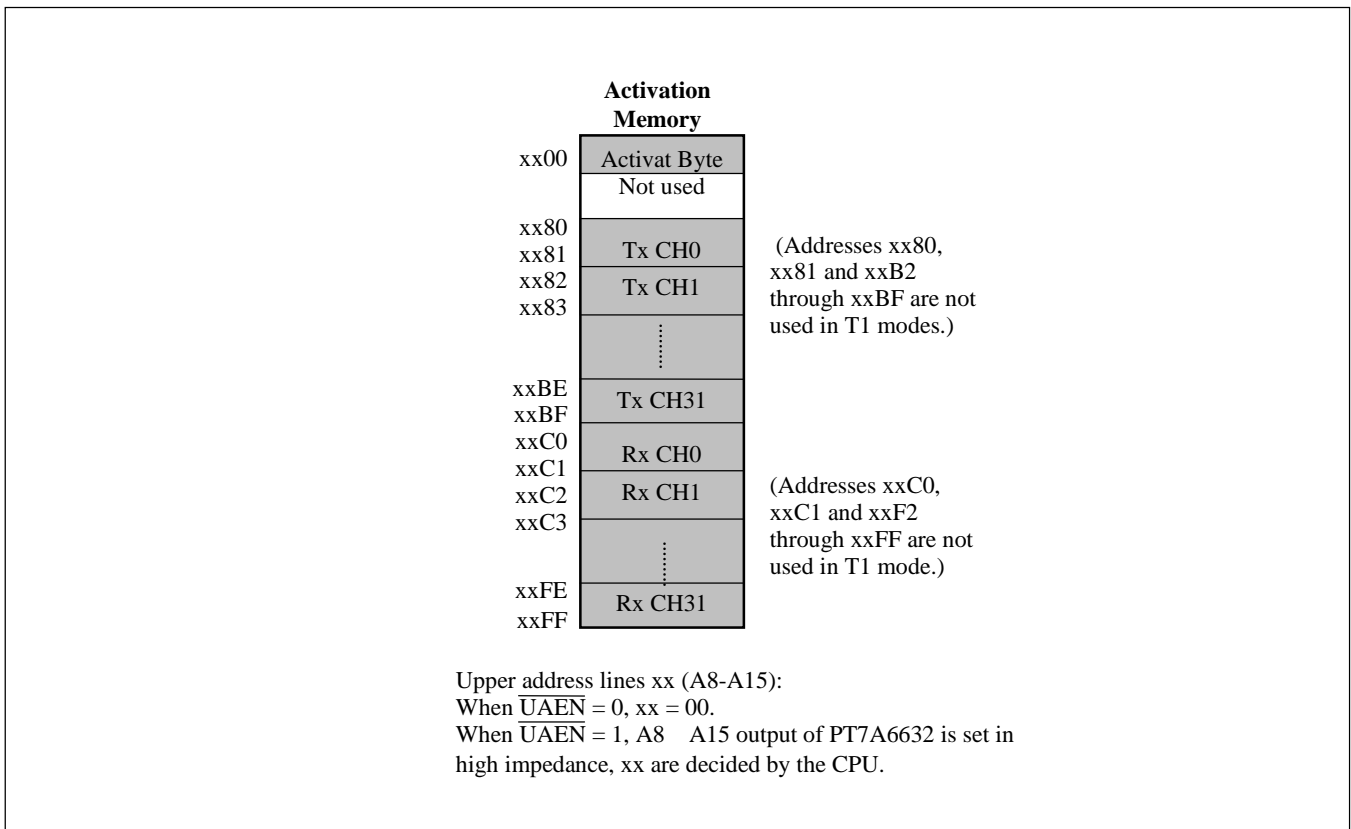 Activation
Memory
xx00
Activat Byte
Not used
xx80
xx81
Tx CH0
xx82
xx83
Tx CH1
(Addresses xx80,
xx81 and xxB2
through xxBF are not
used in T1 modes.)
xxBE
xxBF
Tx CH31
xxC0
xxC1
Rx CH0
xxC2
xxC3
Rx CH1
(Addresses xxC0,
xxC1 and xxF2
through xxFF are not
used in T1 mode.)
xxFE
xxFF
Rx CH31
Upper address lines xx (A8-A15):
When U̅A̅E̅N̅ = 0, xx = 00.
When U̅A̅E̅N̅ = 1, A8 A15 output of PT7A6632 is set in
high impedance, xx are decided by the CPU.